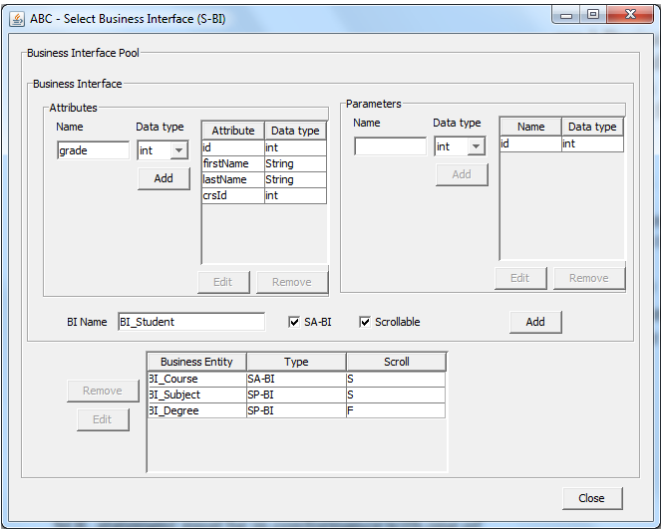 ABC - Select Business Interface (S-BI)
Business Interface Pool
Business Interface
Attributes
Name Data type
grade int
Add
Attribute Data type
id int
firstName String
lastName String
crsId int
Edit Remove
Parameters
Name Data type
int
Add
Name Data type
id int
Edit Remove
BI Name BI_Student SA-BI Scrollable Add
Remove
Edit
Business Entity Type Scroll
BI_Course SA-BI S
BI_Subject SP-BI S
BI_Degree SP-BI F
Close